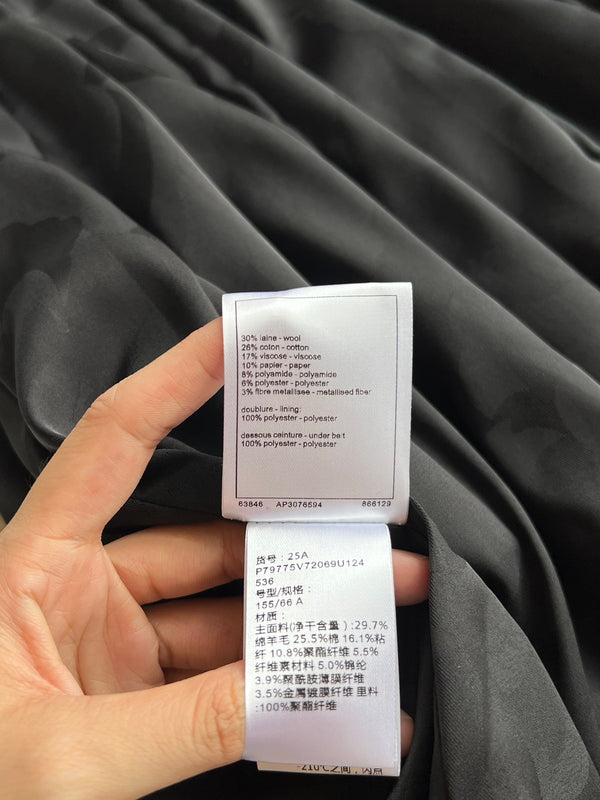 30% laine - wool
26% coton - cotton
17% viscose - viscose
10% papier - paper
8% polyamide - polyamide
6% polyester - polyester
3% fibre metallisee - metallised fiber
doublure - lining:
100% polyester - polyester
dessous ceinture - under belt
100% polyester - polyester
63846 AP3076594 866129
货号：25A
P79775V72069U124
536
号型/规格：
155/66 A
材质：
主面料(净干含量）:29.7%
绵羊毛 25.5%棉 16.1%粘
纤 10.8%聚酯纤维 5.5%
纤维素材料 5.0%锦纶
3.9%聚酰胺薄膜纤维
3.5%金属镀膜纤维 里料
:100%聚酯纤维
-210℃之间，